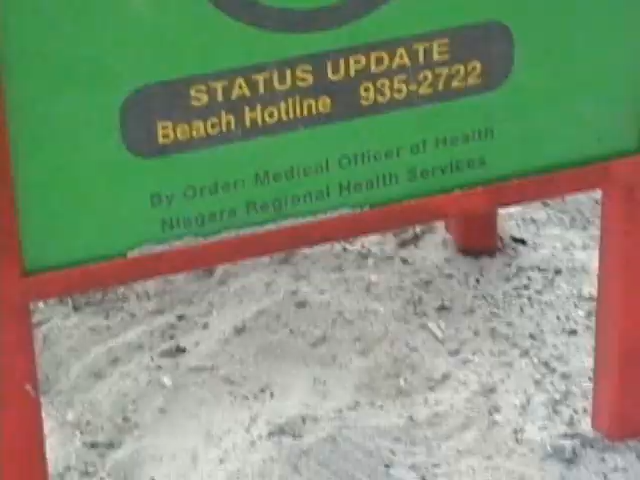 STATUS UPDATE
Beach Hotline 935-2722
By Order: Medical Officer of Health
Niagara Regional Health Services